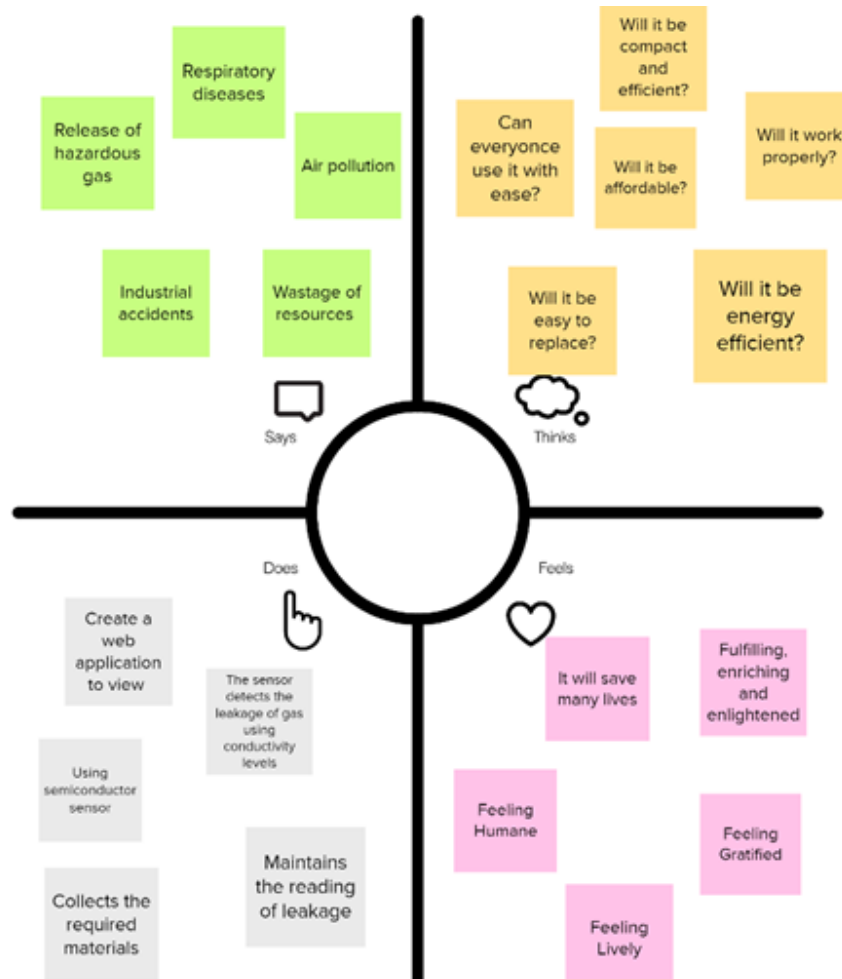 Respiratory
diseases
Release of
hazardous
gas
Air pollution
Industrial
accidents
Wastage of
resources
Says
Will it be
compact
and
efficient?
Can
everyonce
use it with
ease?
Will it be
affordable?
Will it work
properly?
Will it be
easy to
replace?
Will it be
energy
efficient?
Thinks
Does
Create a
web
application
to view
The sensor
detects the
leakage of gas
using
conductivity
levels
Using
semiconductor
sensor
Maintains
the reading
of leakage
Collects the
required
materials
Feels
It will save
many lives
Fulfilling,
enriching
and
enlightened
Feeling
Humane
Feeling
Gratified
Feeling
Lively